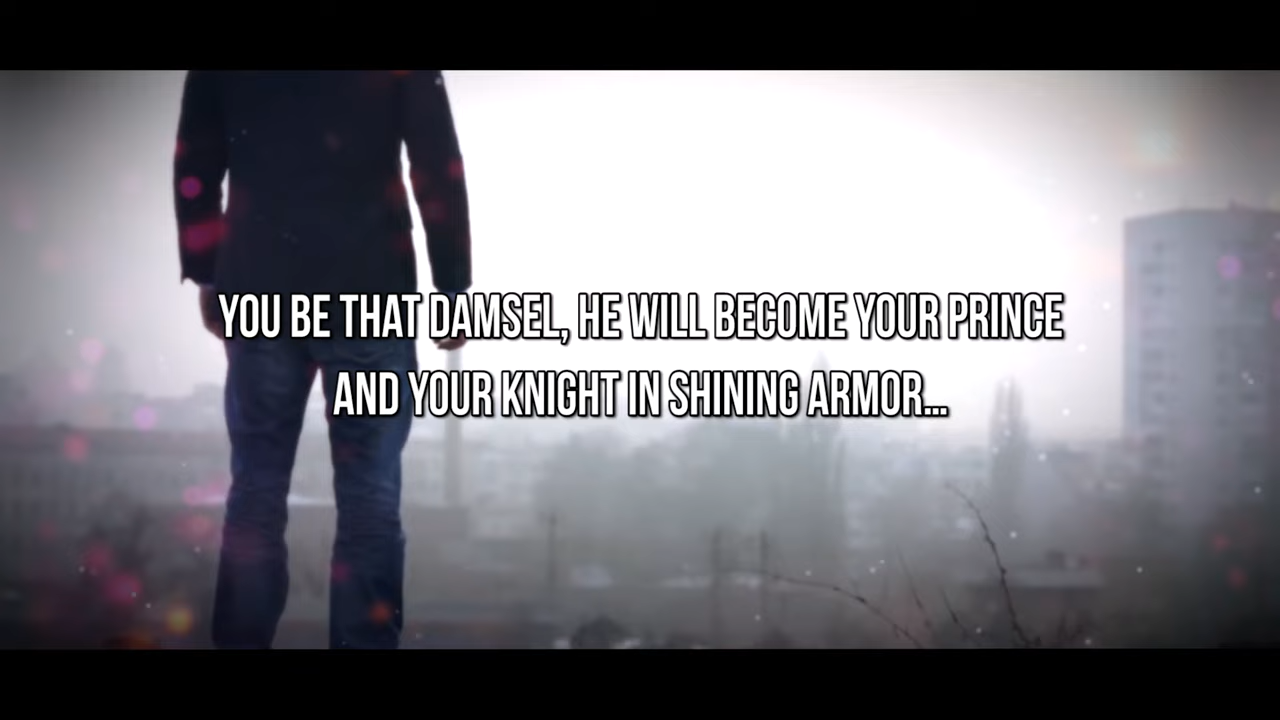 YOU BE THAT DAMSEL, HE WILL BECOME YOUR PRINCE
AND YOUR KNIGHT IN SHINING ARMOR...